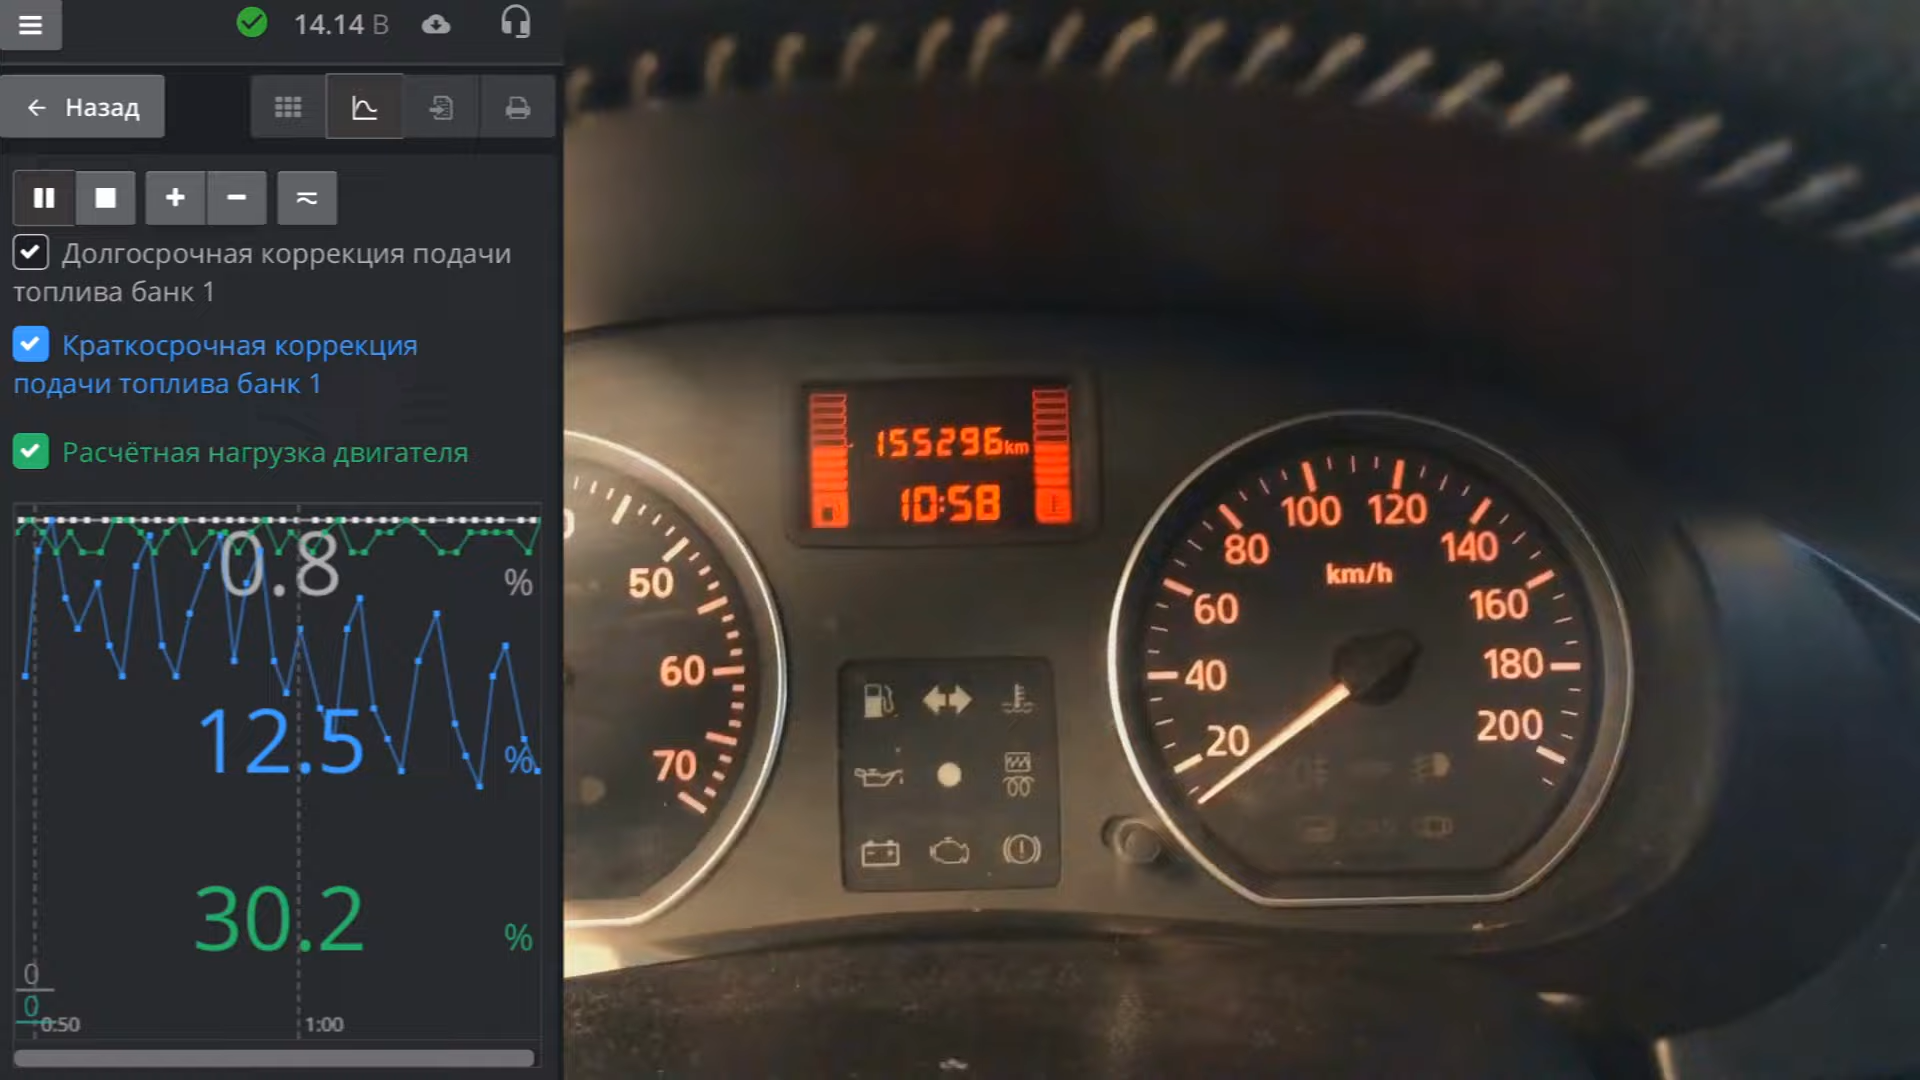 14.14 В
← Назад
Долгосрочная коррекция подачи
топлива банк 1
Краткосрочная коррекция
подачи топлива банк 1
Расчётная нагрузка двигателя
0.8 %
12.5 %
30.2 %
0
0
0:50 1:00
155296km
10:58
50
60
70
km/h
20
40
60
80
100
120
140
160
180
200